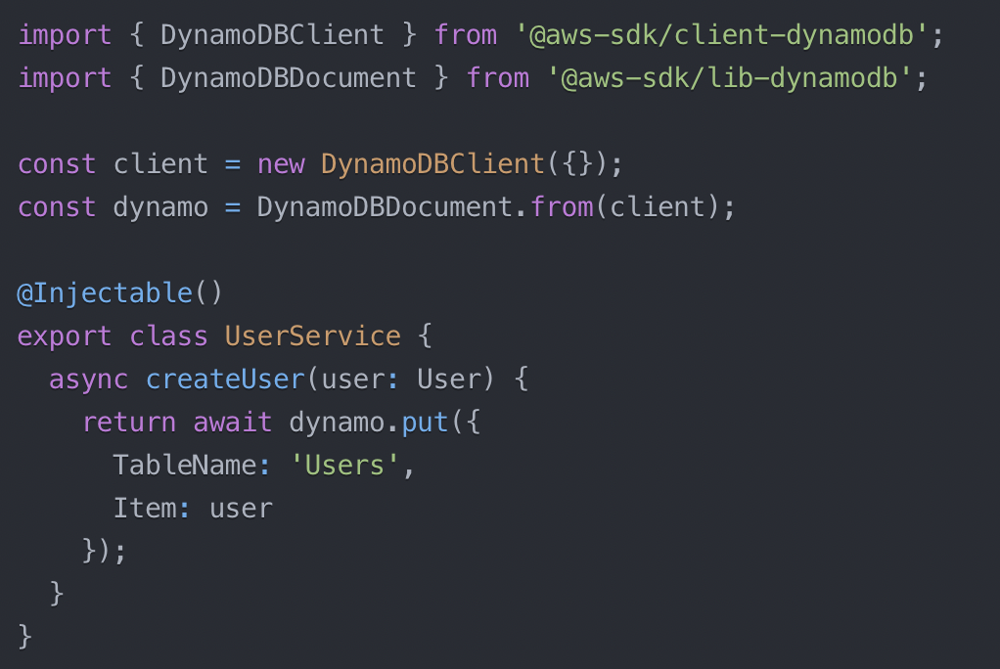 import { DynamoDBClient } from '@aws-sdk/client-dynamodb';
import { DynamoDBDocument } from '@aws-sdk/lib-dynamodb';

const client = new DynamoDBClient({});
const dynamo = DynamoDBDocument.from(client);

@Injectable()
export class UserService {
  async createUser(user: User) {
    return await dynamo.put({
      TableName: 'Users',
      Item: user
    });
  }
}